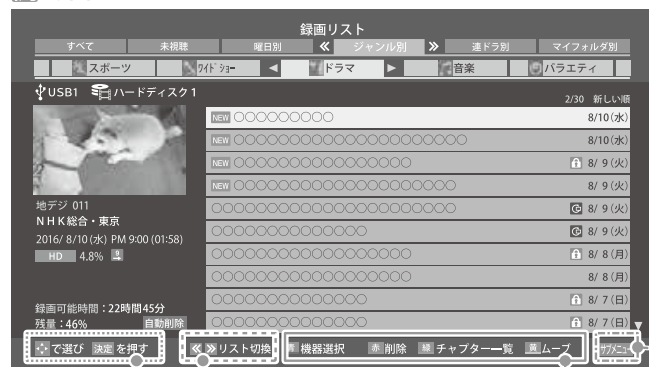 録画リスト
すべて 未視聴 曜日別 ≪ ジャンル別 ≫ 連ドラ別 マイフォルダ別
スポーツ ワイドショー ◀ ドラマ ▶ 音楽 バラエティ
USB1 ハードディスク1
2/30 新しい順
NEW ○○○○○○○○○ 8/10(水)
NEW ○○○○○○○○○○○○○○○○○○○○○ 8/10(水)
NEW ○○○○○○○○○○○○○○○○ 8/ 9(火)
NEW ○○○○○○○○○○○○○○○○○○○○ 8/ 9(火)
○○○○○○○○○○○○○○○○○○○○○○ 8/ 9(火)
○○○○○○○○○○○○○○ 8/ 9(火)
○○○○○○○○○○○○○○○○○○ 8/ 8(月)
○○○○○○○○○○○○○○○○○○ 8/ 8(月)
○○○○○○○○○○○○○○ 8/ 7(日)
○○○○○○○○○○○○○○ 8/ 7(日)
地デジ 011
NHK総合・東京
2016/ 8/10(水) PM 9:00 (01:58)
HD 4.8% 9
録画可能時間：22時間45分
残量：46% 自動削除
で選び 決定 を押す ≪ ≫ リスト切換 青 機器選択 赤 削除 緑 チャプター一覧 黄 ムーブ サブメニュー